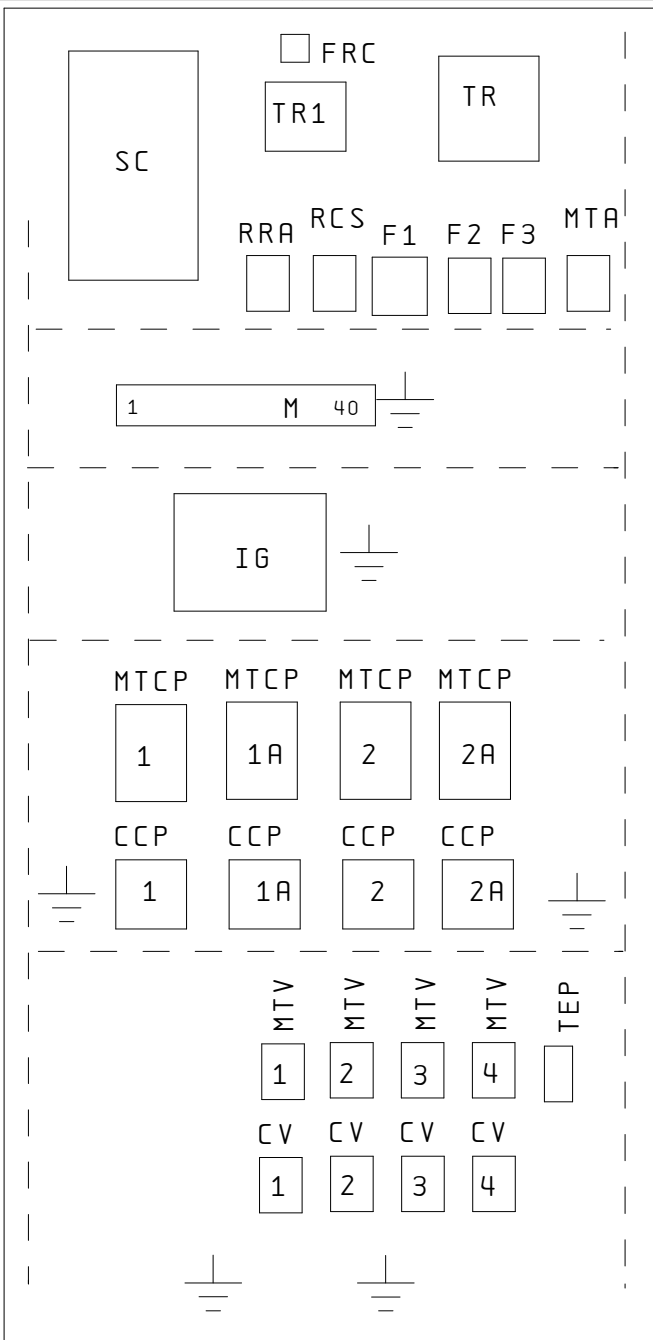 FRC
TR1
TR
SC
RRA RCS F1 F2 F3 MTA
1 M 40
IG
MTCP MTCP MTCP MTCP
1 1A 2 2A
CCP CCP CCP CCP
1 1A 2 2A
MTV MTV MTV MTV TEP
1 2 3 4
CV CV CV CV
1 2 3 4